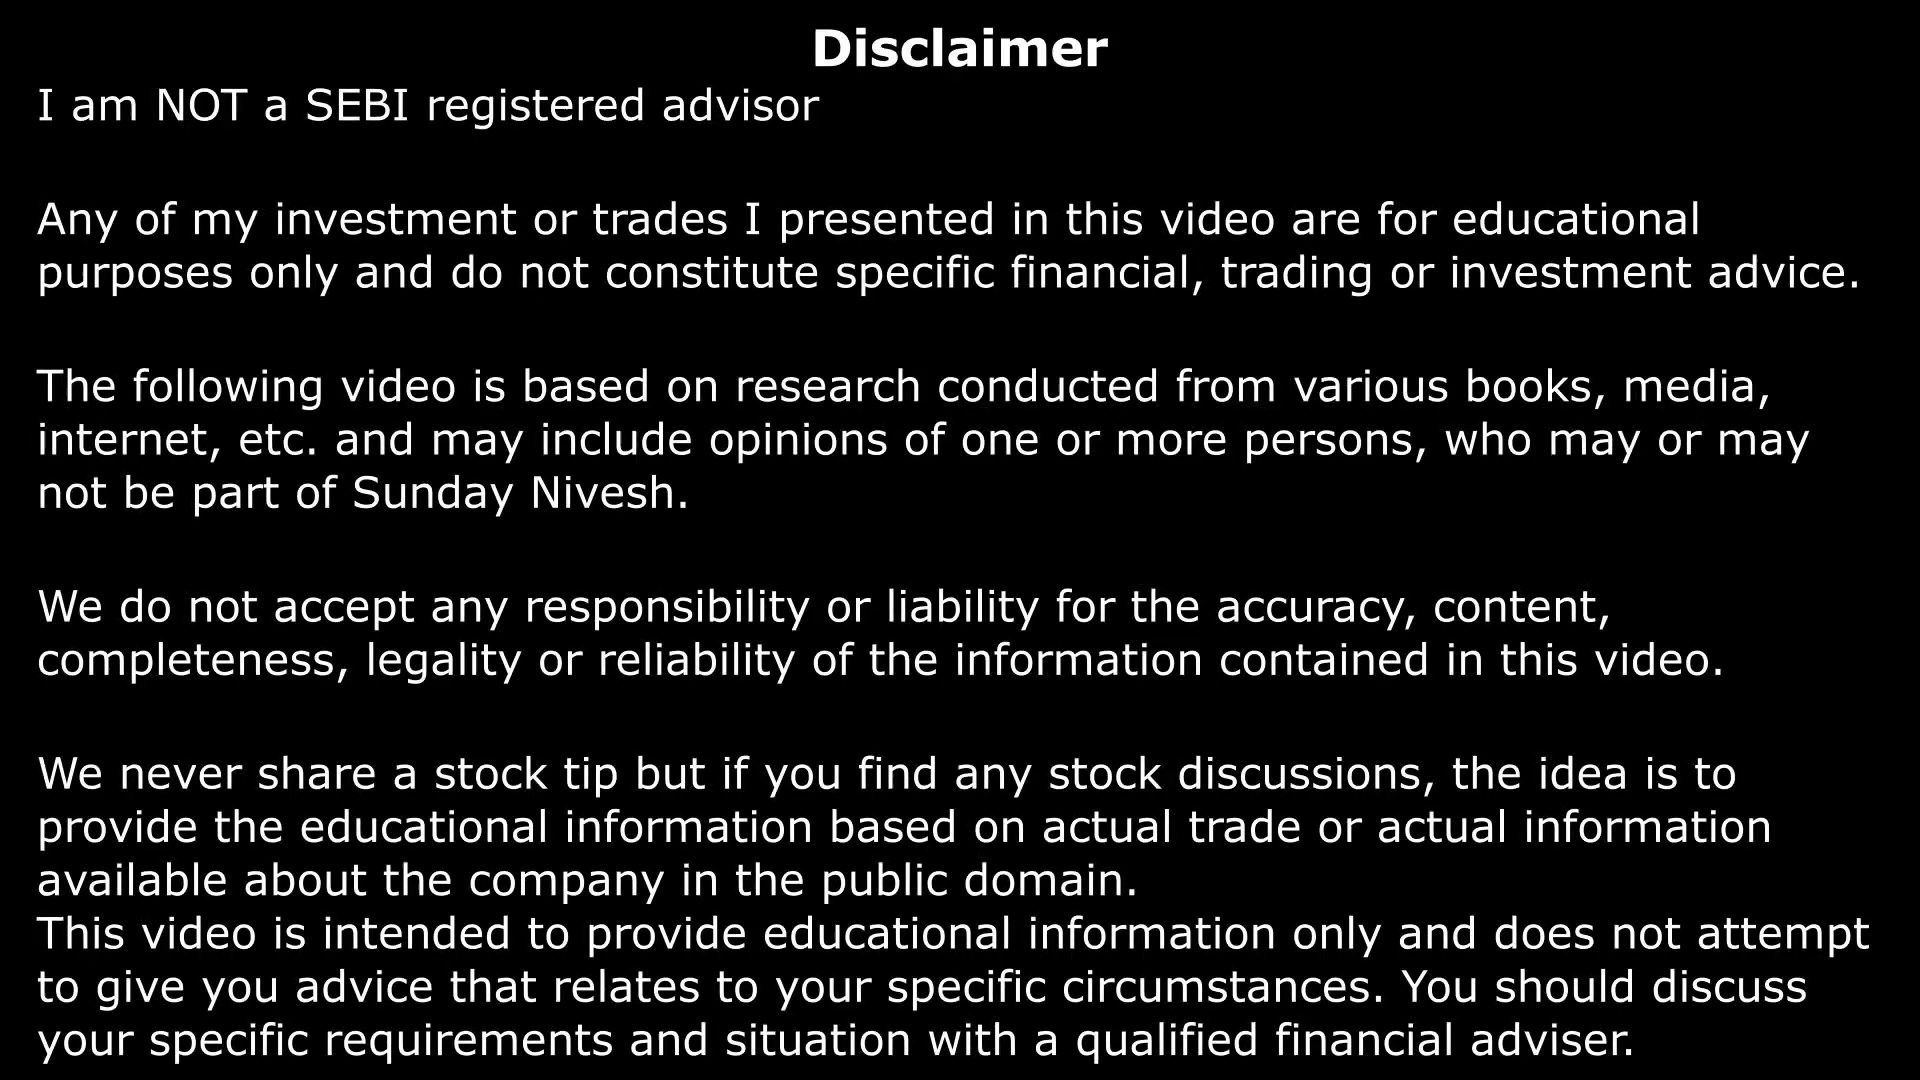 Disclaimer
I am NOT a SEBI registered advisor
Any of my investment or trades I presented in this video are for educational
purposes only and do not constitute specific financial, trading or investment advice.
The following video is based on research conducted from various books, media,
internet, etc. and may include opinions of one or more persons, who may or may
not be part of Sunday Nivesh.
We do not accept any responsibility or liability for the accuracy, content,
completeness, legality or reliability of the information contained in this video.
We never share a stock tip but if you find any stock discussions, the idea is to
provide the educational information based on actual trade or actual information
available about the company in the public domain.
This video is intended to provide educational information only and does not attempt
to give you advice that relates to your specific circumstances. You should discuss
your specific requirements and situation with a qualified financial adviser.